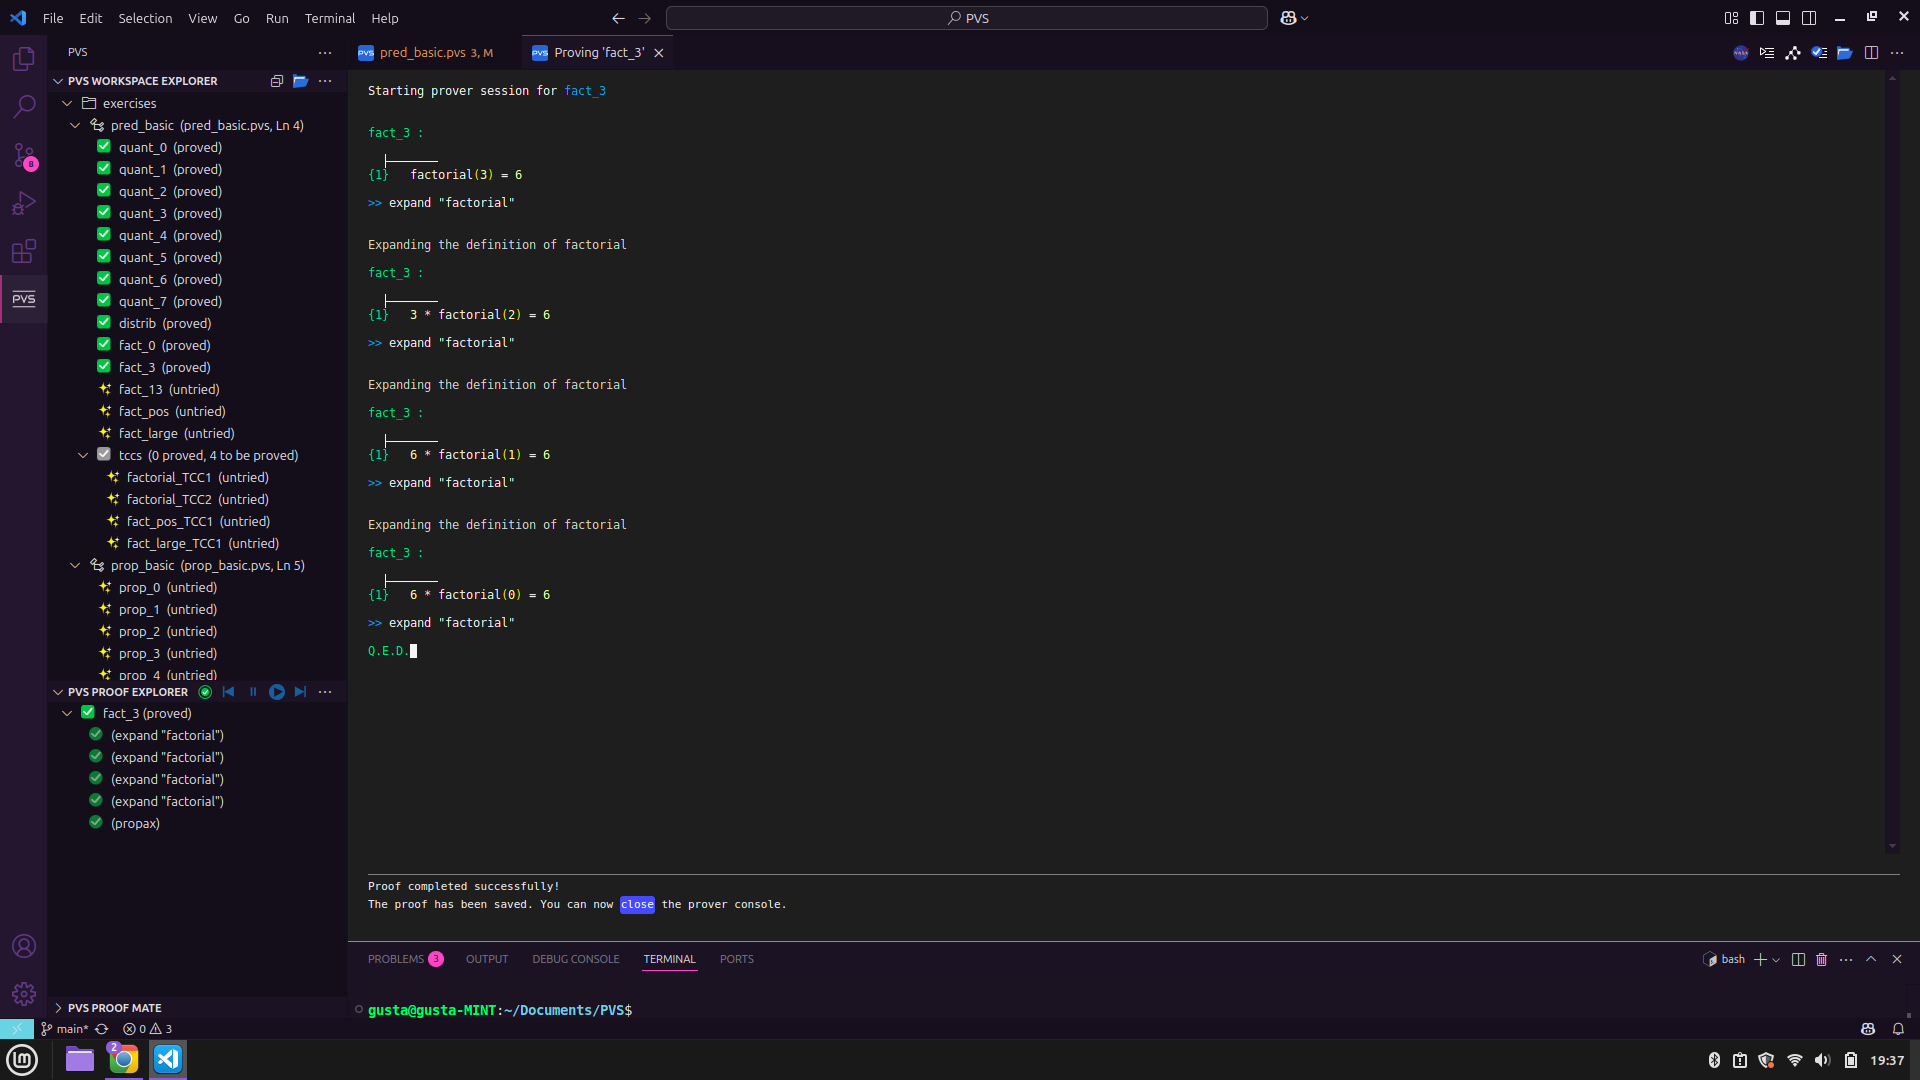 File Edit Selection View Go Run Terminal Help
PVS
PVS
pred_basic.pvs 3, M
Proving 'fact_3'
PVS WORKSPACE EXPLORER
exercises
pred_basic (pred_basic.pvs, Ln 4)
quant_0 (proved)
quant_1 (proved)
quant_2 (proved)
quant_3 (proved)
quant_4 (proved)
quant_5 (proved)
quant_6 (proved)
quant_7 (proved)
distrib (proved)
fact_0 (proved)
fact_3 (proved)
fact_13 (untried)
fact_pos (untried)
fact_large (untried)
tccs (0 proved, 4 to be proved)
factorial_TCC1 (untried)
factorial_TCC2 (untried)
fact_pos_TCC1 (untried)
fact_large_TCC1 (untried)
prop_basic (prop_basic.pvs, Ln 5)
prop_0 (untried)
prop_1 (untried)
prop_2 (untried)
prop_3 (untried)
prop_4 (untried)
PVS PROOF EXPLORER
fact_3 (proved)
(expand "factorial")
(expand "factorial")
(expand "factorial")
(expand "factorial")
(propax)
PVS PROOF MATE
Starting prover session for fact_3
fact_3 :
{1} factorial(3) = 6
>> expand "factorial"
Expanding the definition of factorial
fact_3 :
{1} 3 * factorial(2) = 6
>> expand "factorial"
Expanding the definition of factorial
fact_3 :
{1} 6 * factorial(1) = 6
>> expand "factorial"
Expanding the definition of factorial
fact_3 :
{1} 6 * factorial(0) = 6
>> expand "factorial"
Q.E.D.
Proof completed successfully!
The proof has been saved. You can now close the prover console.
PROBLEMS 3 OUTPUT DEBUG CONSOLE TERMINAL PORTS
bash
gusta@gusta-MINT:~/Documents/PVS$
main* 0 3
2
19:37